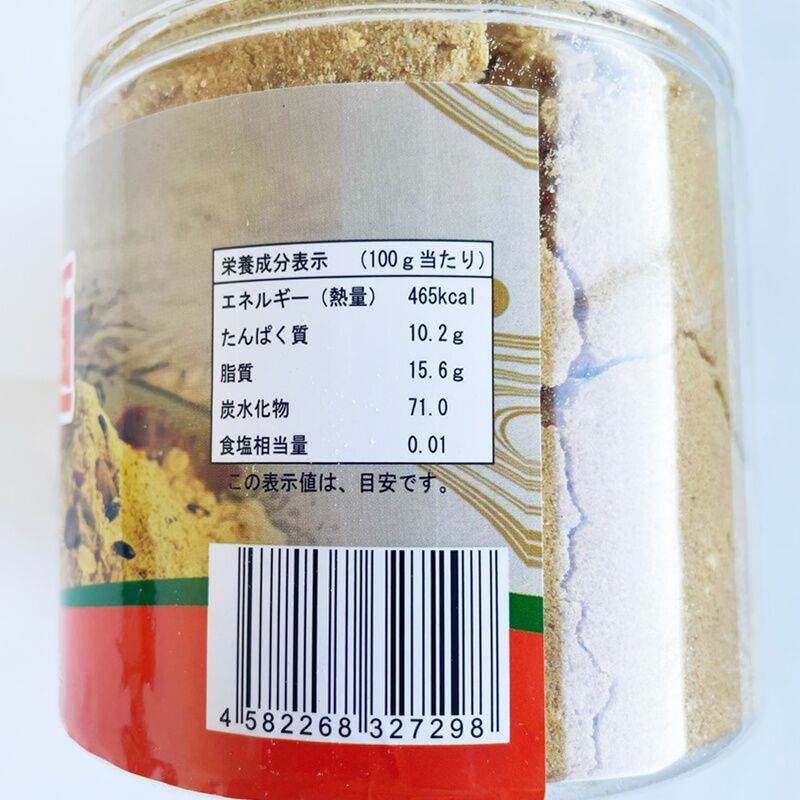 栄養成分表示 (100g当たり)
エネルギー(熱量) 465kcal
たんぱく質 10.2g
脂質 15.6g
炭水化物 71.0
食塩相当量 0.01
この表示値は、目安です。
4 582268 327298